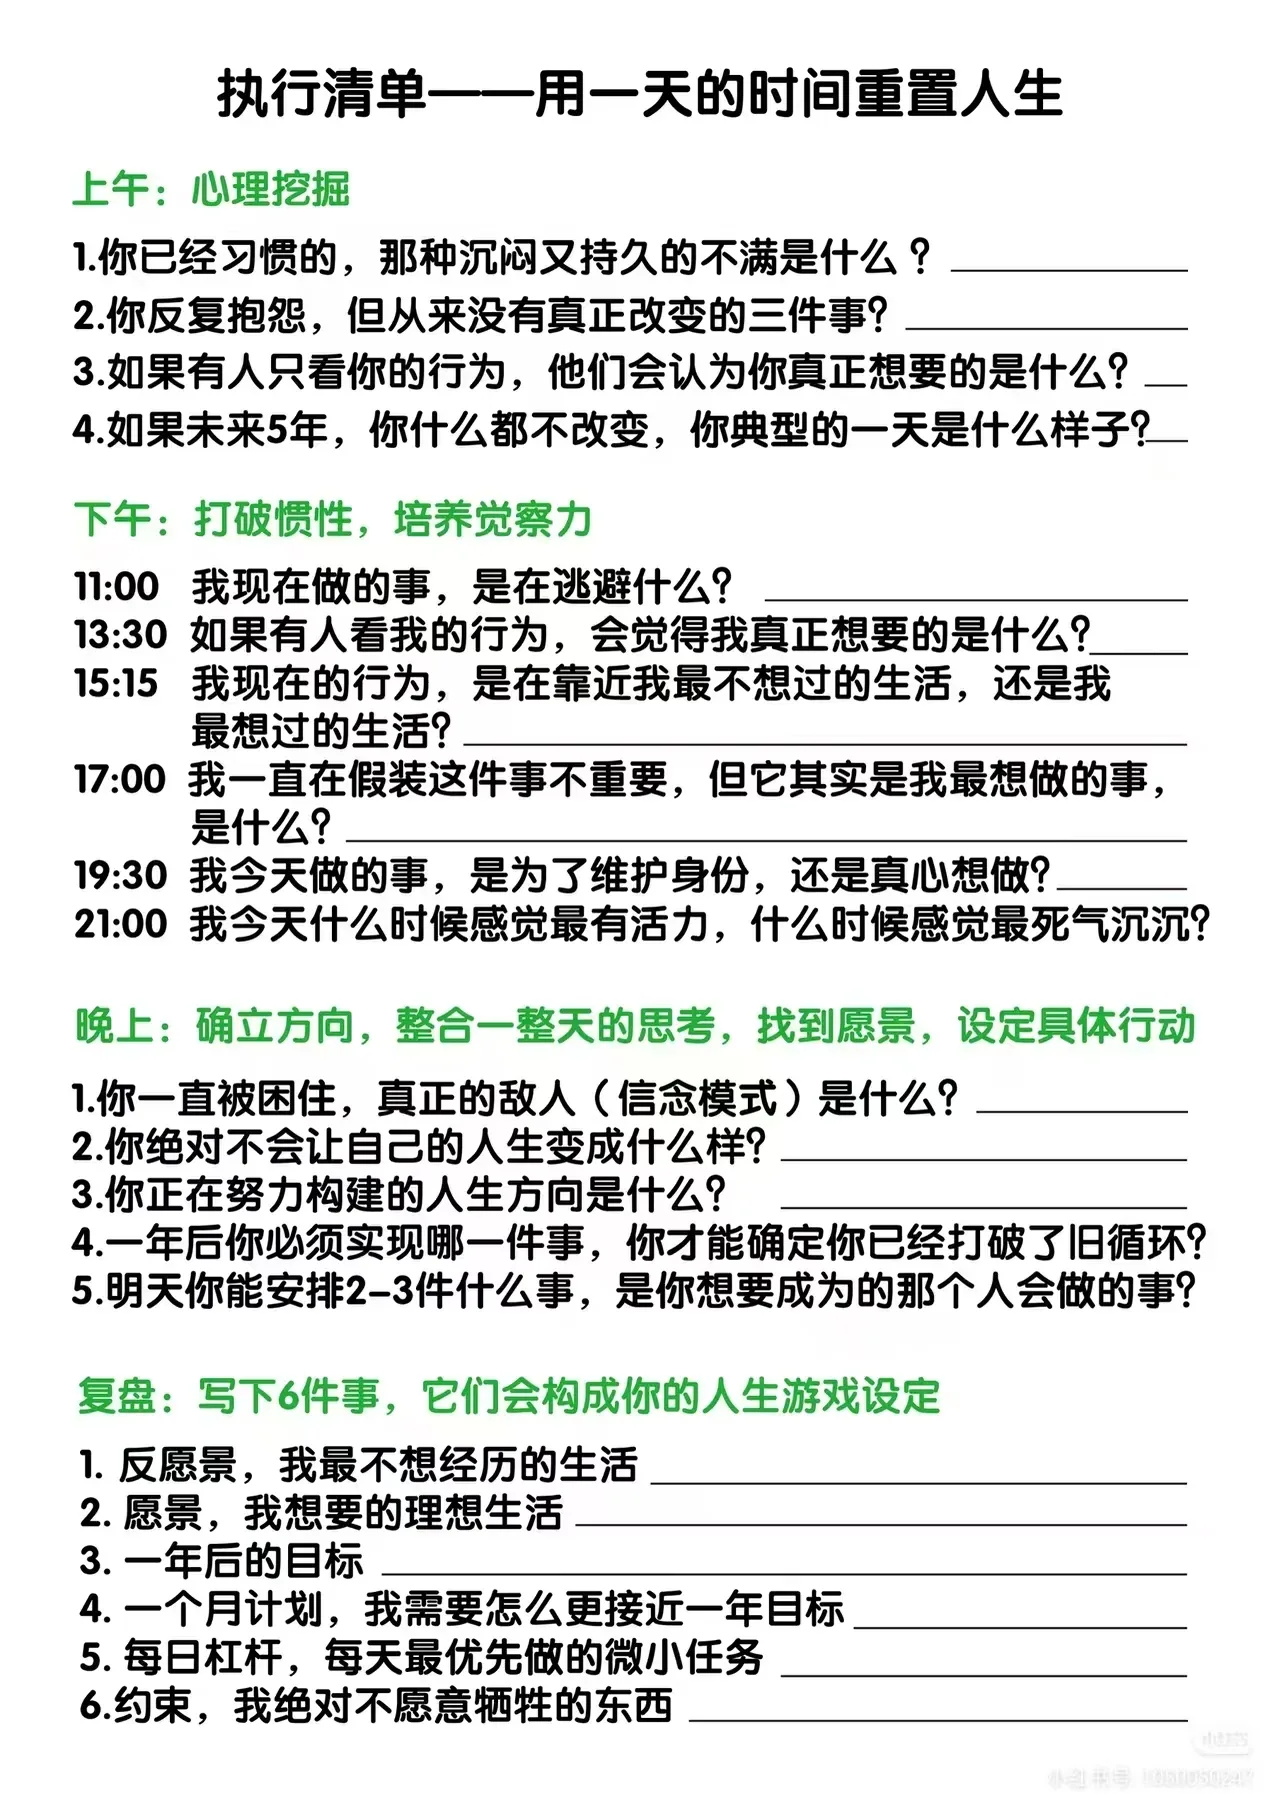 执行清单——用一天的时间重置人生
上午：心理挖掘
1.你已经习惯的，那种沉闷又持久的不满是什么？
2.你反复抱怨，但从来没有真正改变的三件事？
3.如果有人只看你的行为，他们会认为你真正想要的是什么？
4.如果未来5年，你什么都不改变，你典型的一天是什么样子？
下午：打破惯性，培养觉察力
11:00 我现在做的事，是在逃避什么？
13:30 如果有人看我的行为，会觉得我真正想要的是什么？
15:15 我现在的行为，是在靠近我最不想过的生活，还是我
最想过的生活？
17:00 我一直在假装这件事不重要，但它其实是我最想做的事，
是什么？
19:30 我今天做的事，是为了维护身份，还是真心想做？
21:00 我今天什么时候感觉最有活力，什么时候感觉最死气沉沉？
晚上：确立方向，整合一整天的思考，找到愿景，设定具体行动
1.你一直被困住，真正的敌人（信念模式）是什么？
2.你绝对不会让自己的人生变成什么样？
3.你正在努力构建的人生方向是什么？
4.一年后你必须实现哪一件事，你才能确定你已经打破了旧循环？
5.明天你能安排2-3件什么事，是你想要成为的那个人会做的事？
复盘：写下6件事，它们会构成你的人生游戏设定
1. 反愿景，我最不想经历的生活
2. 愿景，我想要的理想生活
3. 一年后的目标
4. 一个月计划，我需要怎么更接近一年目标
5. 每日杠杆，每天最优先做的微小任务
6.约束，我绝对不愿意牺牲的东西
小红书
小红书号